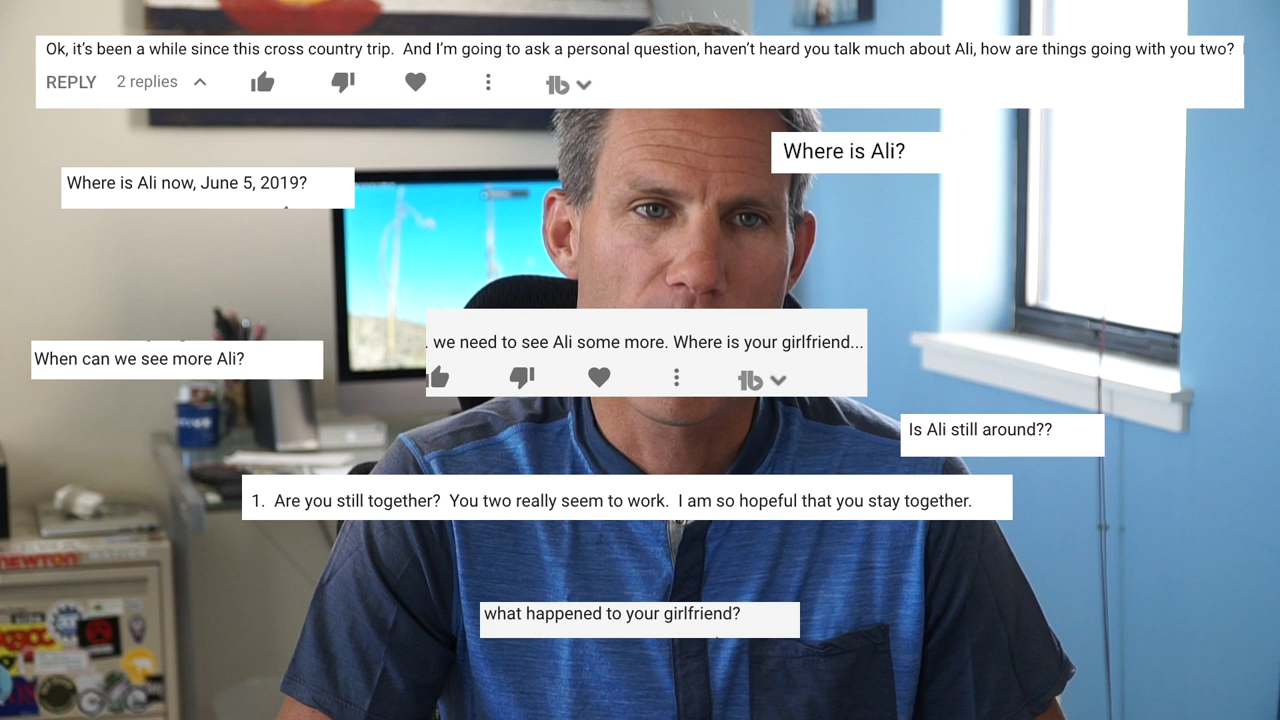 Ok, it’s been a while since this cross country trip. And I’m going to ask a personal question, haven’t heard you talk much about Ali, how are things going with you two?
REPLY 2 replies
Where is Ali?
Where is Ali now, June 5, 2019?
. we need to see Ali some more. Where is your girlfriend...
When can we see more Ali?
Is Ali still around??
1. Are you still together? You two really seem to work. I am so hopeful that you stay together.
NEWTON
what happened to your girlfriend?